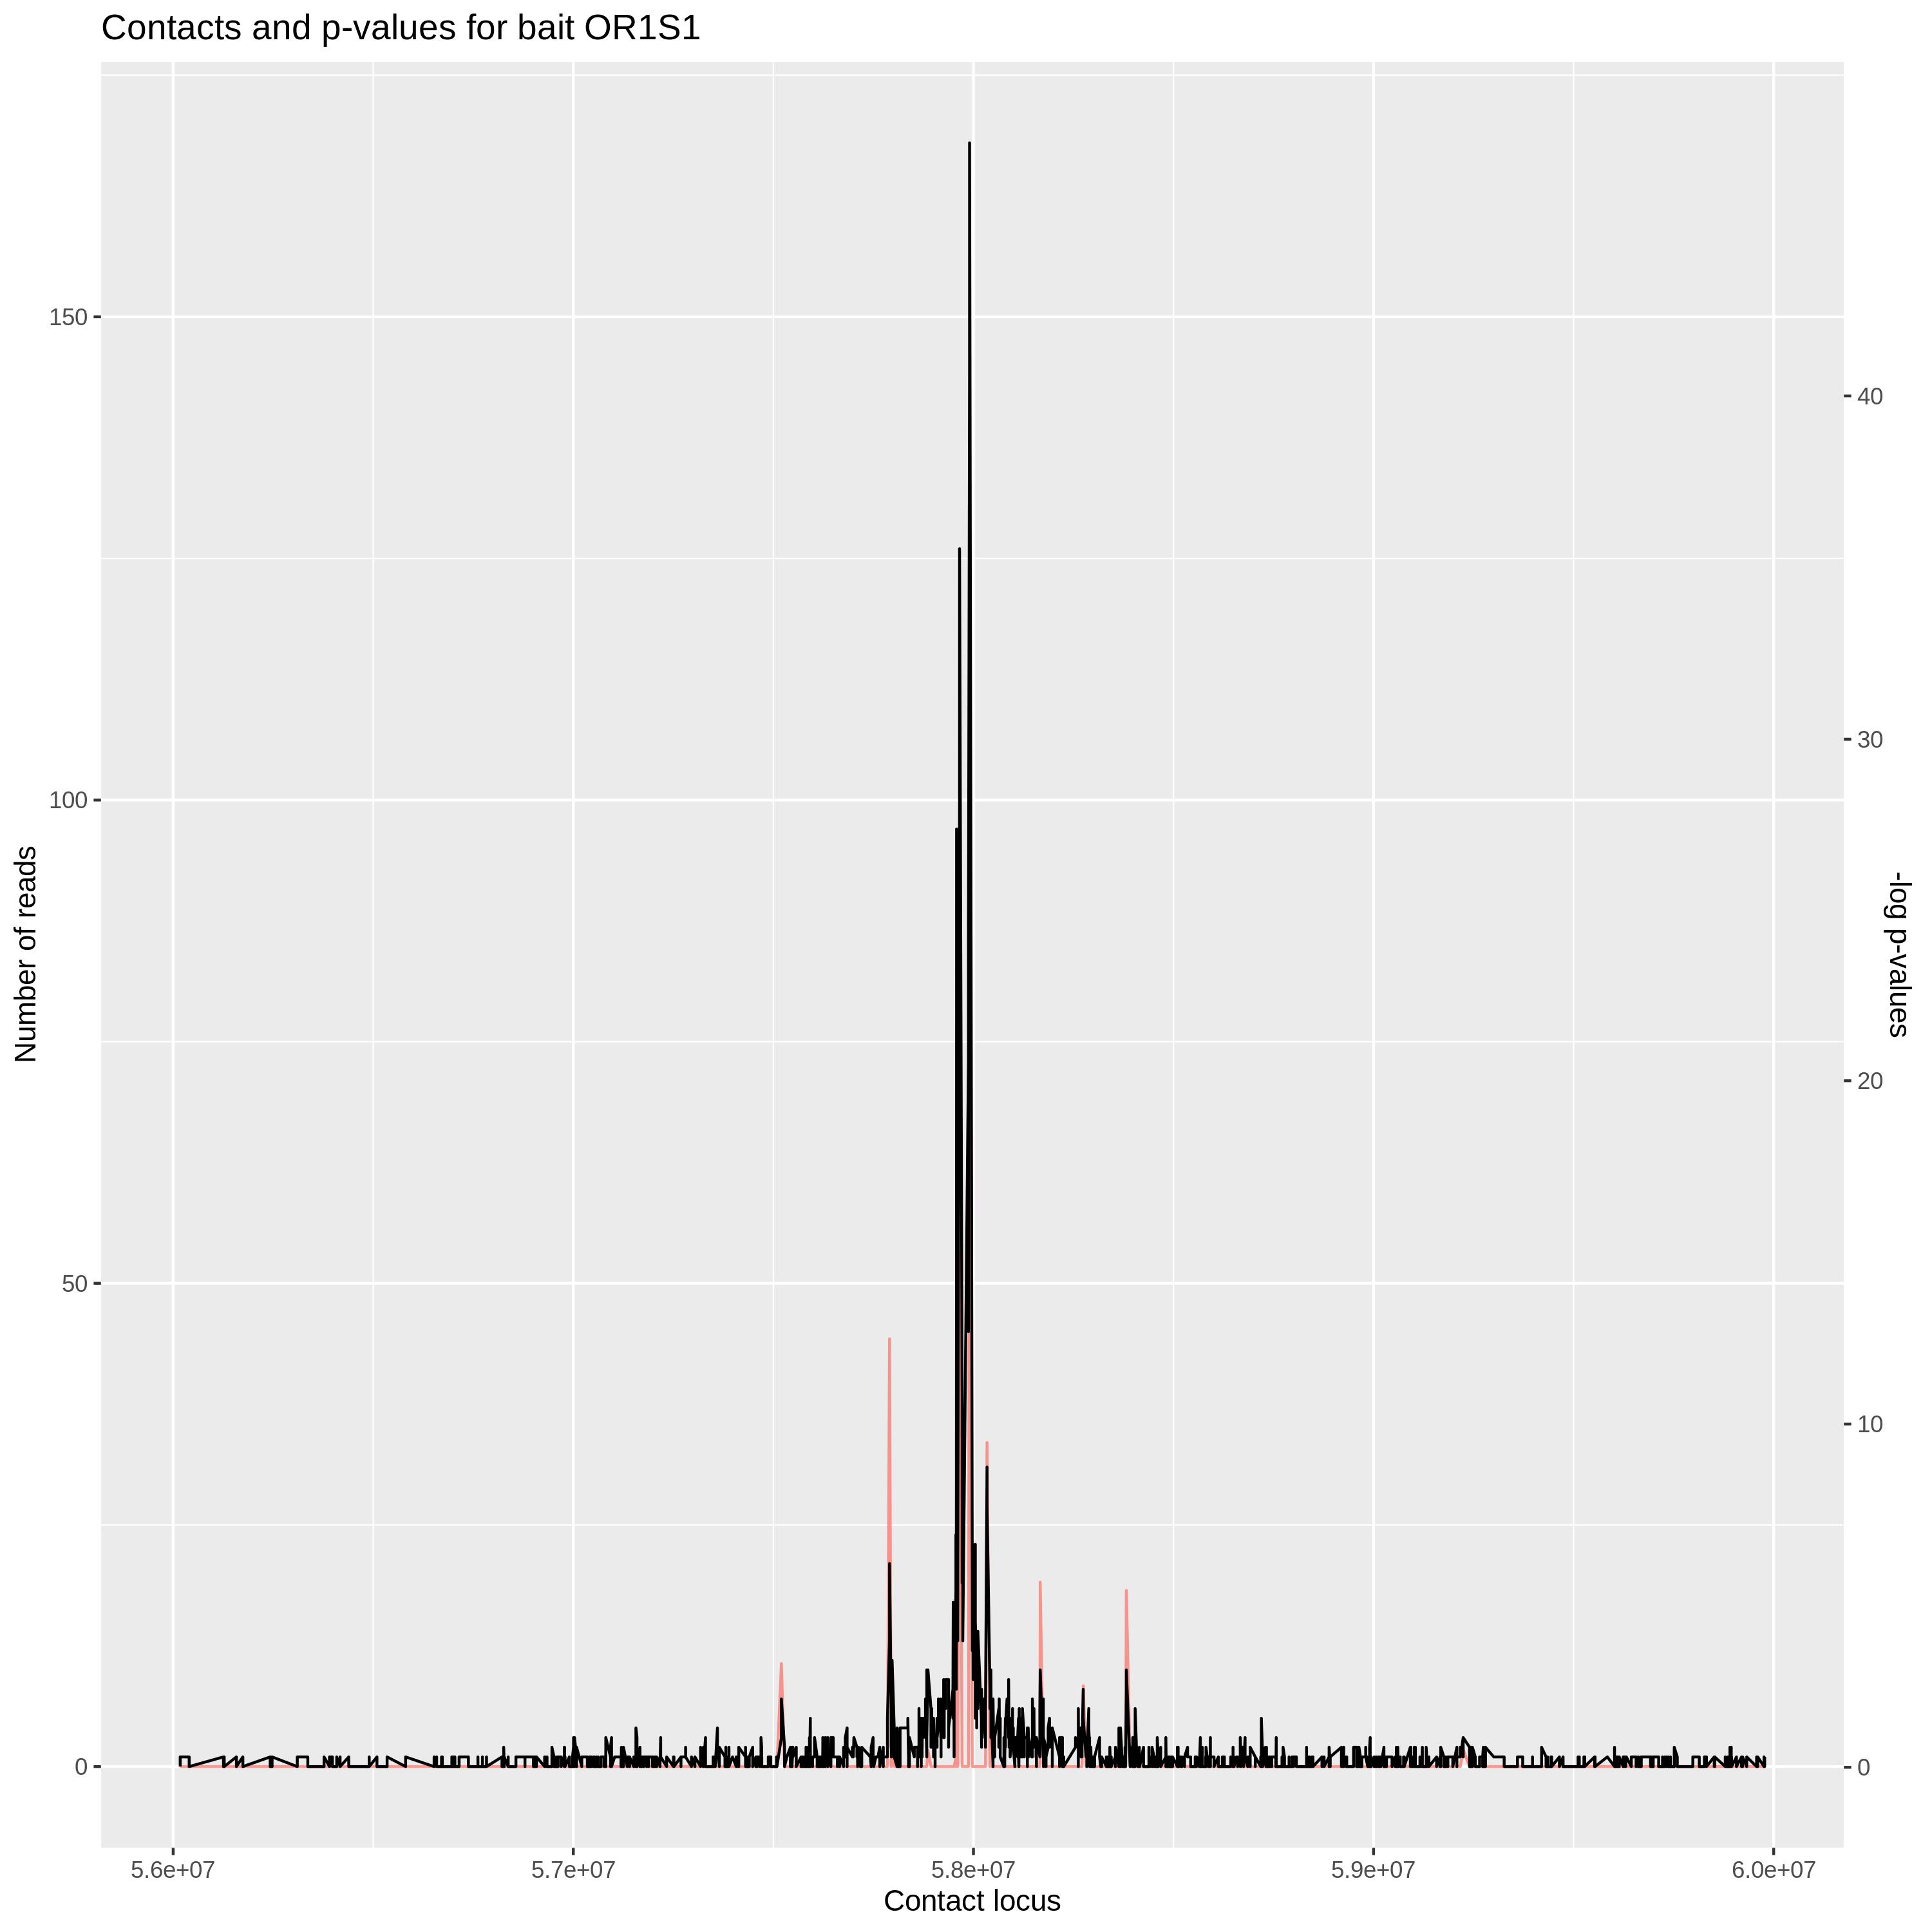 Contacts and p-values for bait OR1S1
150
100
50
0
Number of reads
40
30
20
10
0
-log p-values
5.6e+07 5.7e+07 5.8e+07 5.9e+07 6.0e+07
Contact locus